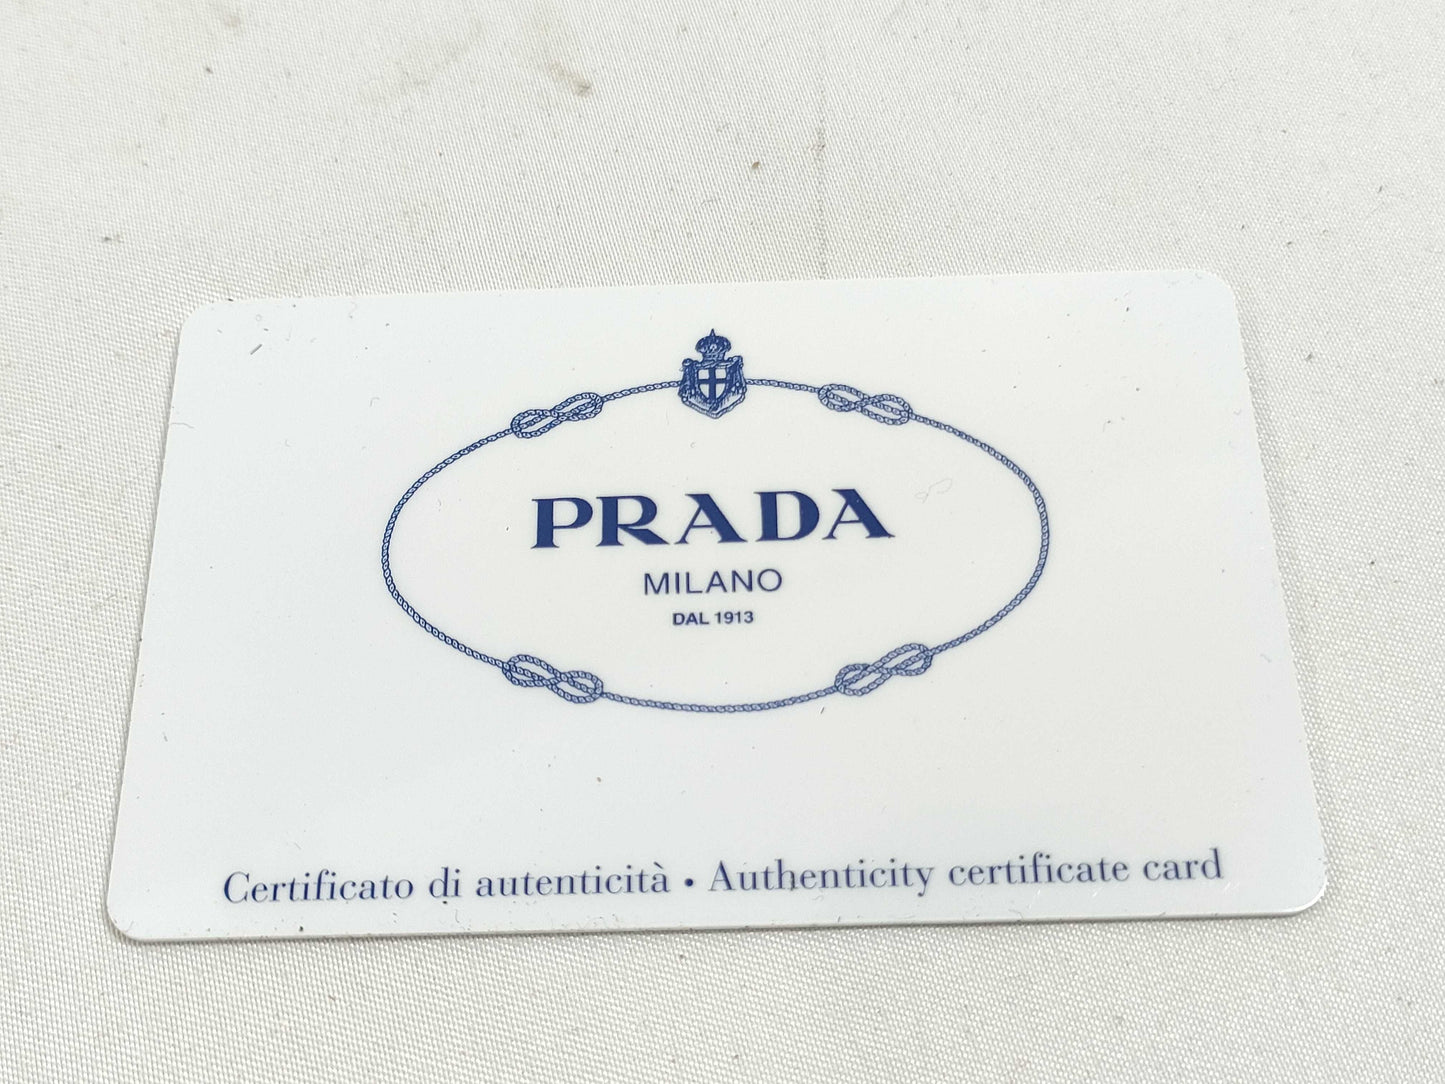 PRADA
MILANO
DAL 1913
Certificato di autenticità • Authenticity certificate card